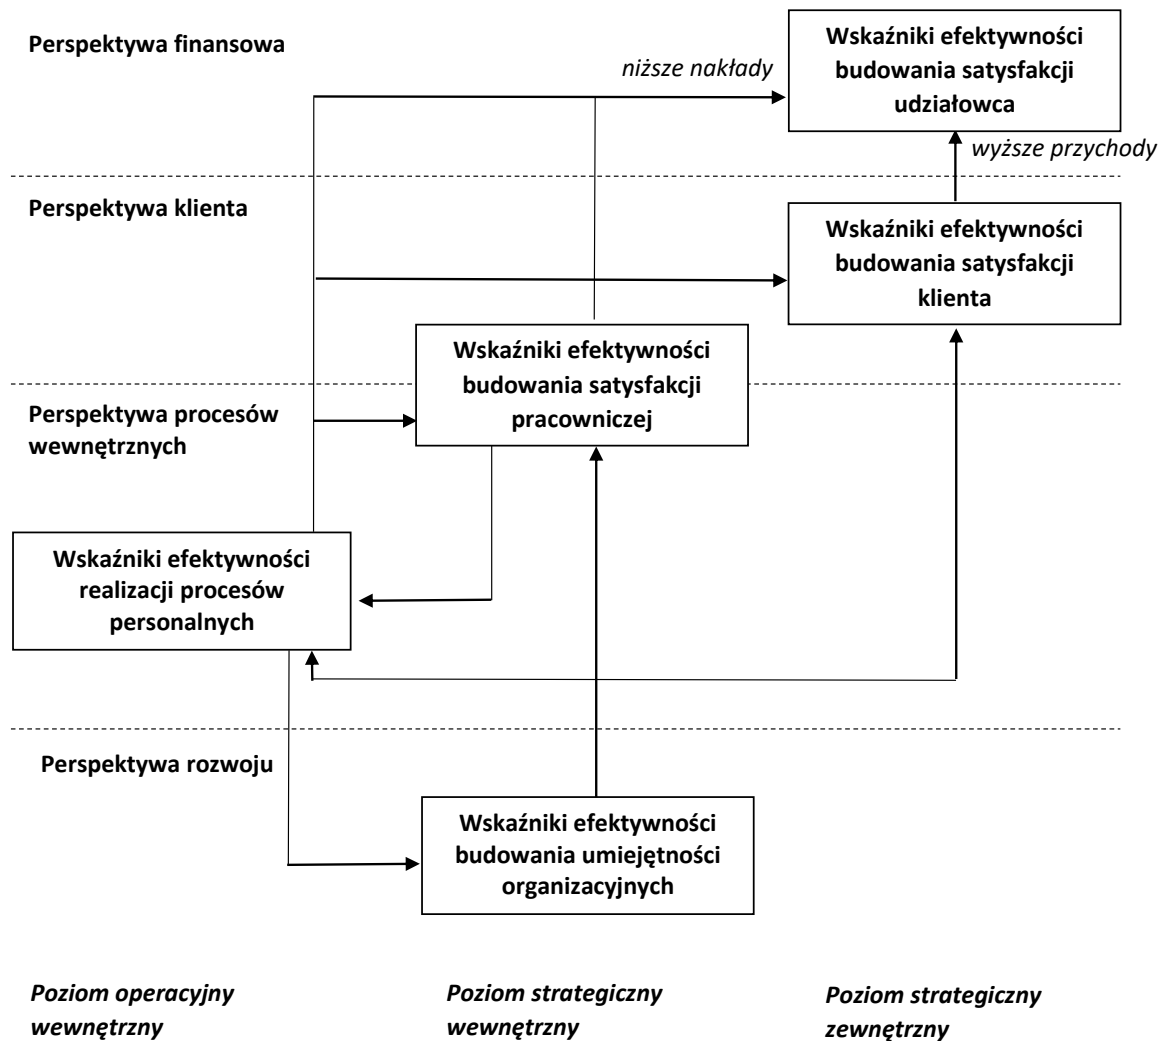 Perspektywa finansowa
Wskaźniki efektywności
budowania satysfakcji
udziałowca
niższe nakłady
wyższe przychody
Perspektywa klienta
Wskaźniki efektywności
budowania satysfakcji
klienta
Wskaźniki efektywności
budowania satysfakcji
pracowniczej
Perspektywa procesów
wewnętrznych
Wskaźniki efektywności
realizacji procesów
personalnych
Perspektywa rozwoju
Wskaźniki efektywności
budowania umiejętności
organizacyjnych
Poziom operacyjny
wewnętrzny
Poziom strategiczny
wewnętrzny
Poziom strategiczny
zewnętrzny